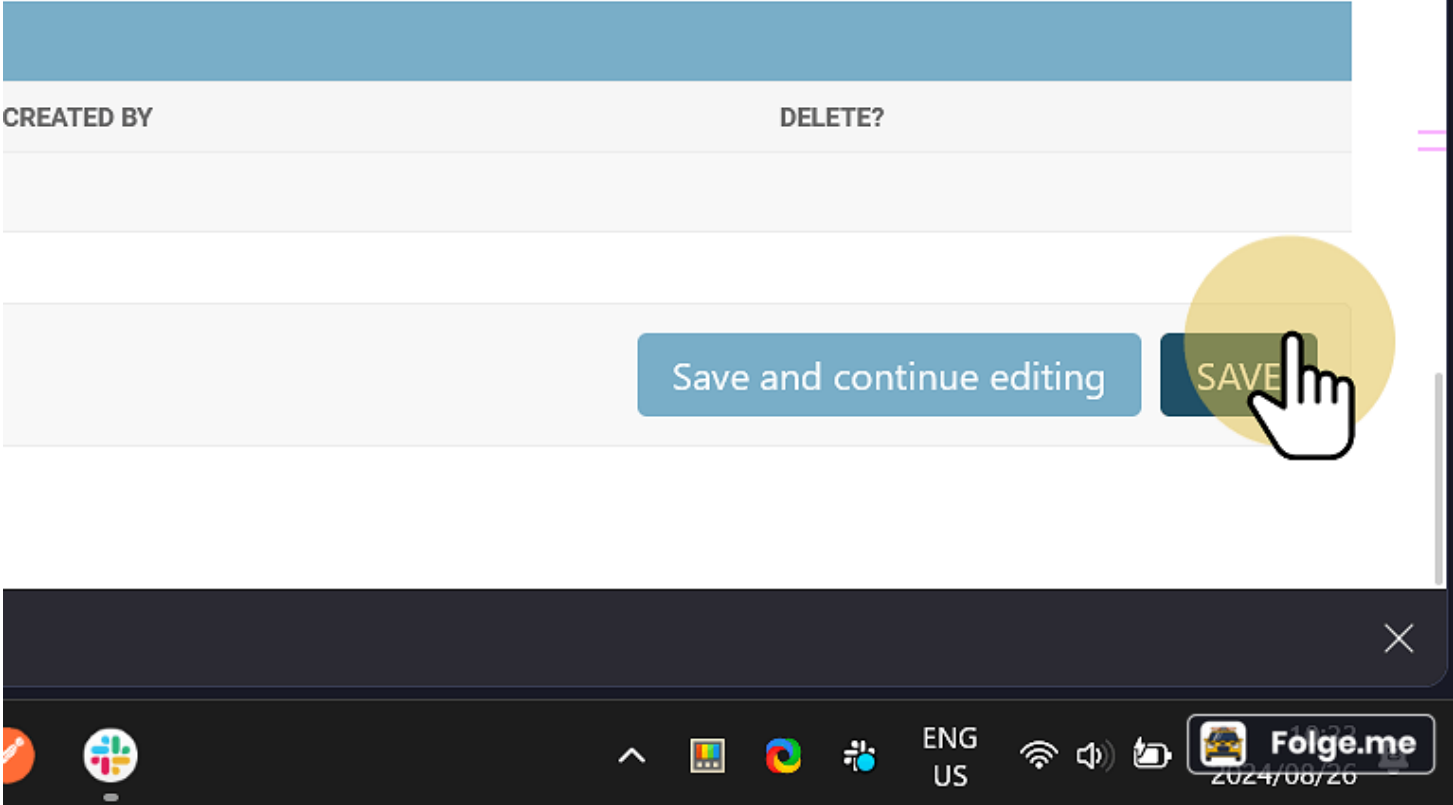 CREATED BY DELETE?
Save and continue editing SAVE
ENG
US
Folge.me
2024/08/26